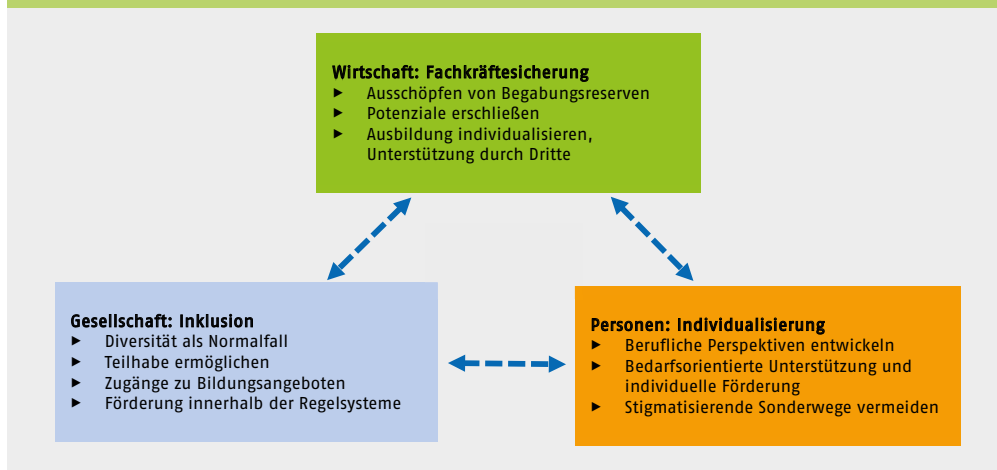 Wirtschaft: Fachkräftesicherung
► Ausschöpfen von Begabungsreserven
► Potenziale erschließen
► Ausbildung individualisieren,
Unterstützung durch Dritte
Gesellschaft: Inklusion
► Diversität als Normalfall
► Teilhabe ermöglichen
► Zugänge zu Bildungsangeboten
► Förderung innerhalb der Regelsysteme
Personen: Individualisierung
► Berufliche Perspektiven entwickeln
► Bedarfsorientierte Unterstützung und
individuelle Förderung
► Stigmatisierende Sonderwege vermeiden